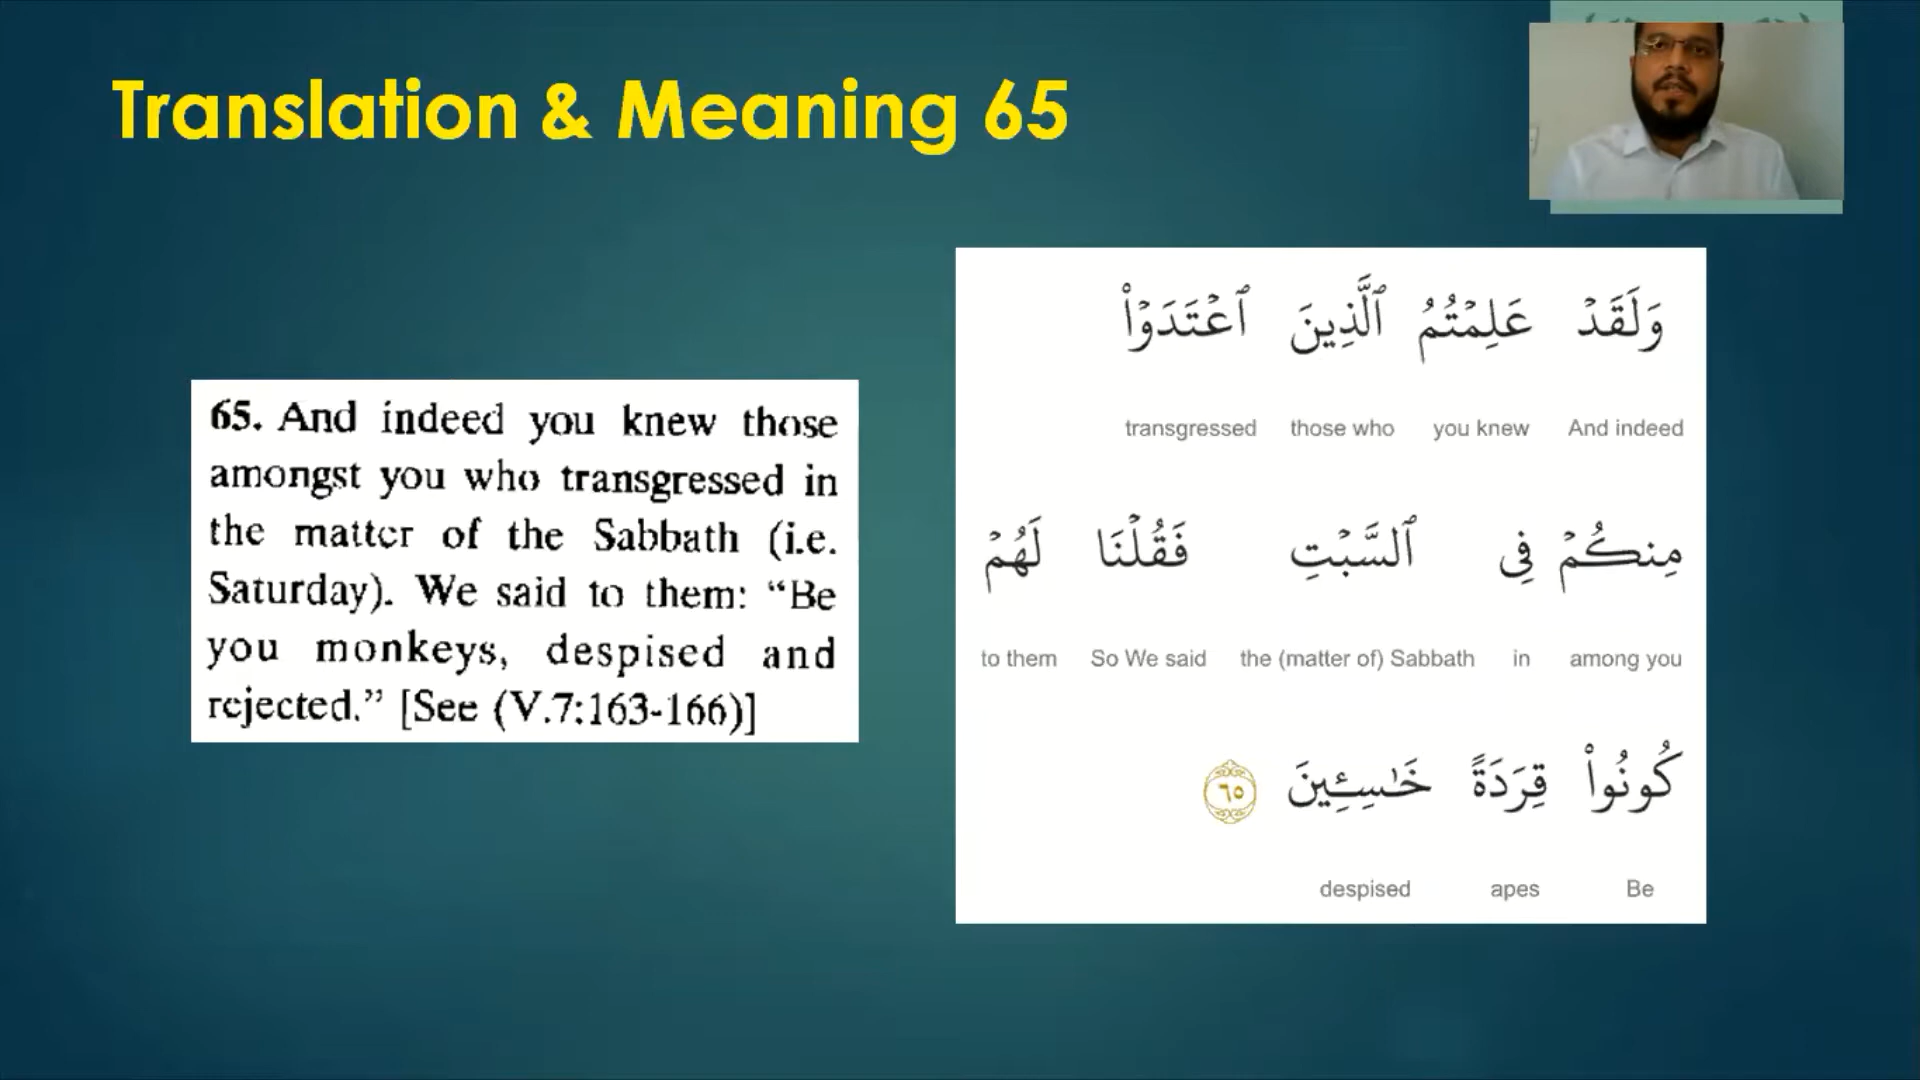 Translation & Meaning 65
65. And indeed you knew those
amongst you who transgressed in
the matter of the Sabbath (i.e.
Saturday). We said to them: “Be
you monkeys, despised and
rejected.” [See (V.7:163-166)]
وَلَقَدۡ عَلِمۡتُمُ ٱلَّذِينَ ٱعۡتَدَوۡاْ
transgressed those who you knew And indeed
مِنكُمۡ فِي ٱلسَّبۡتِ فَقُلۡنَا لَهُمۡ
to them So We said the (matter of) Sabbath in among you
كُونُواْ قِرَدَةً خَٰسِـِٔينَ ٦٥
despised apes Be